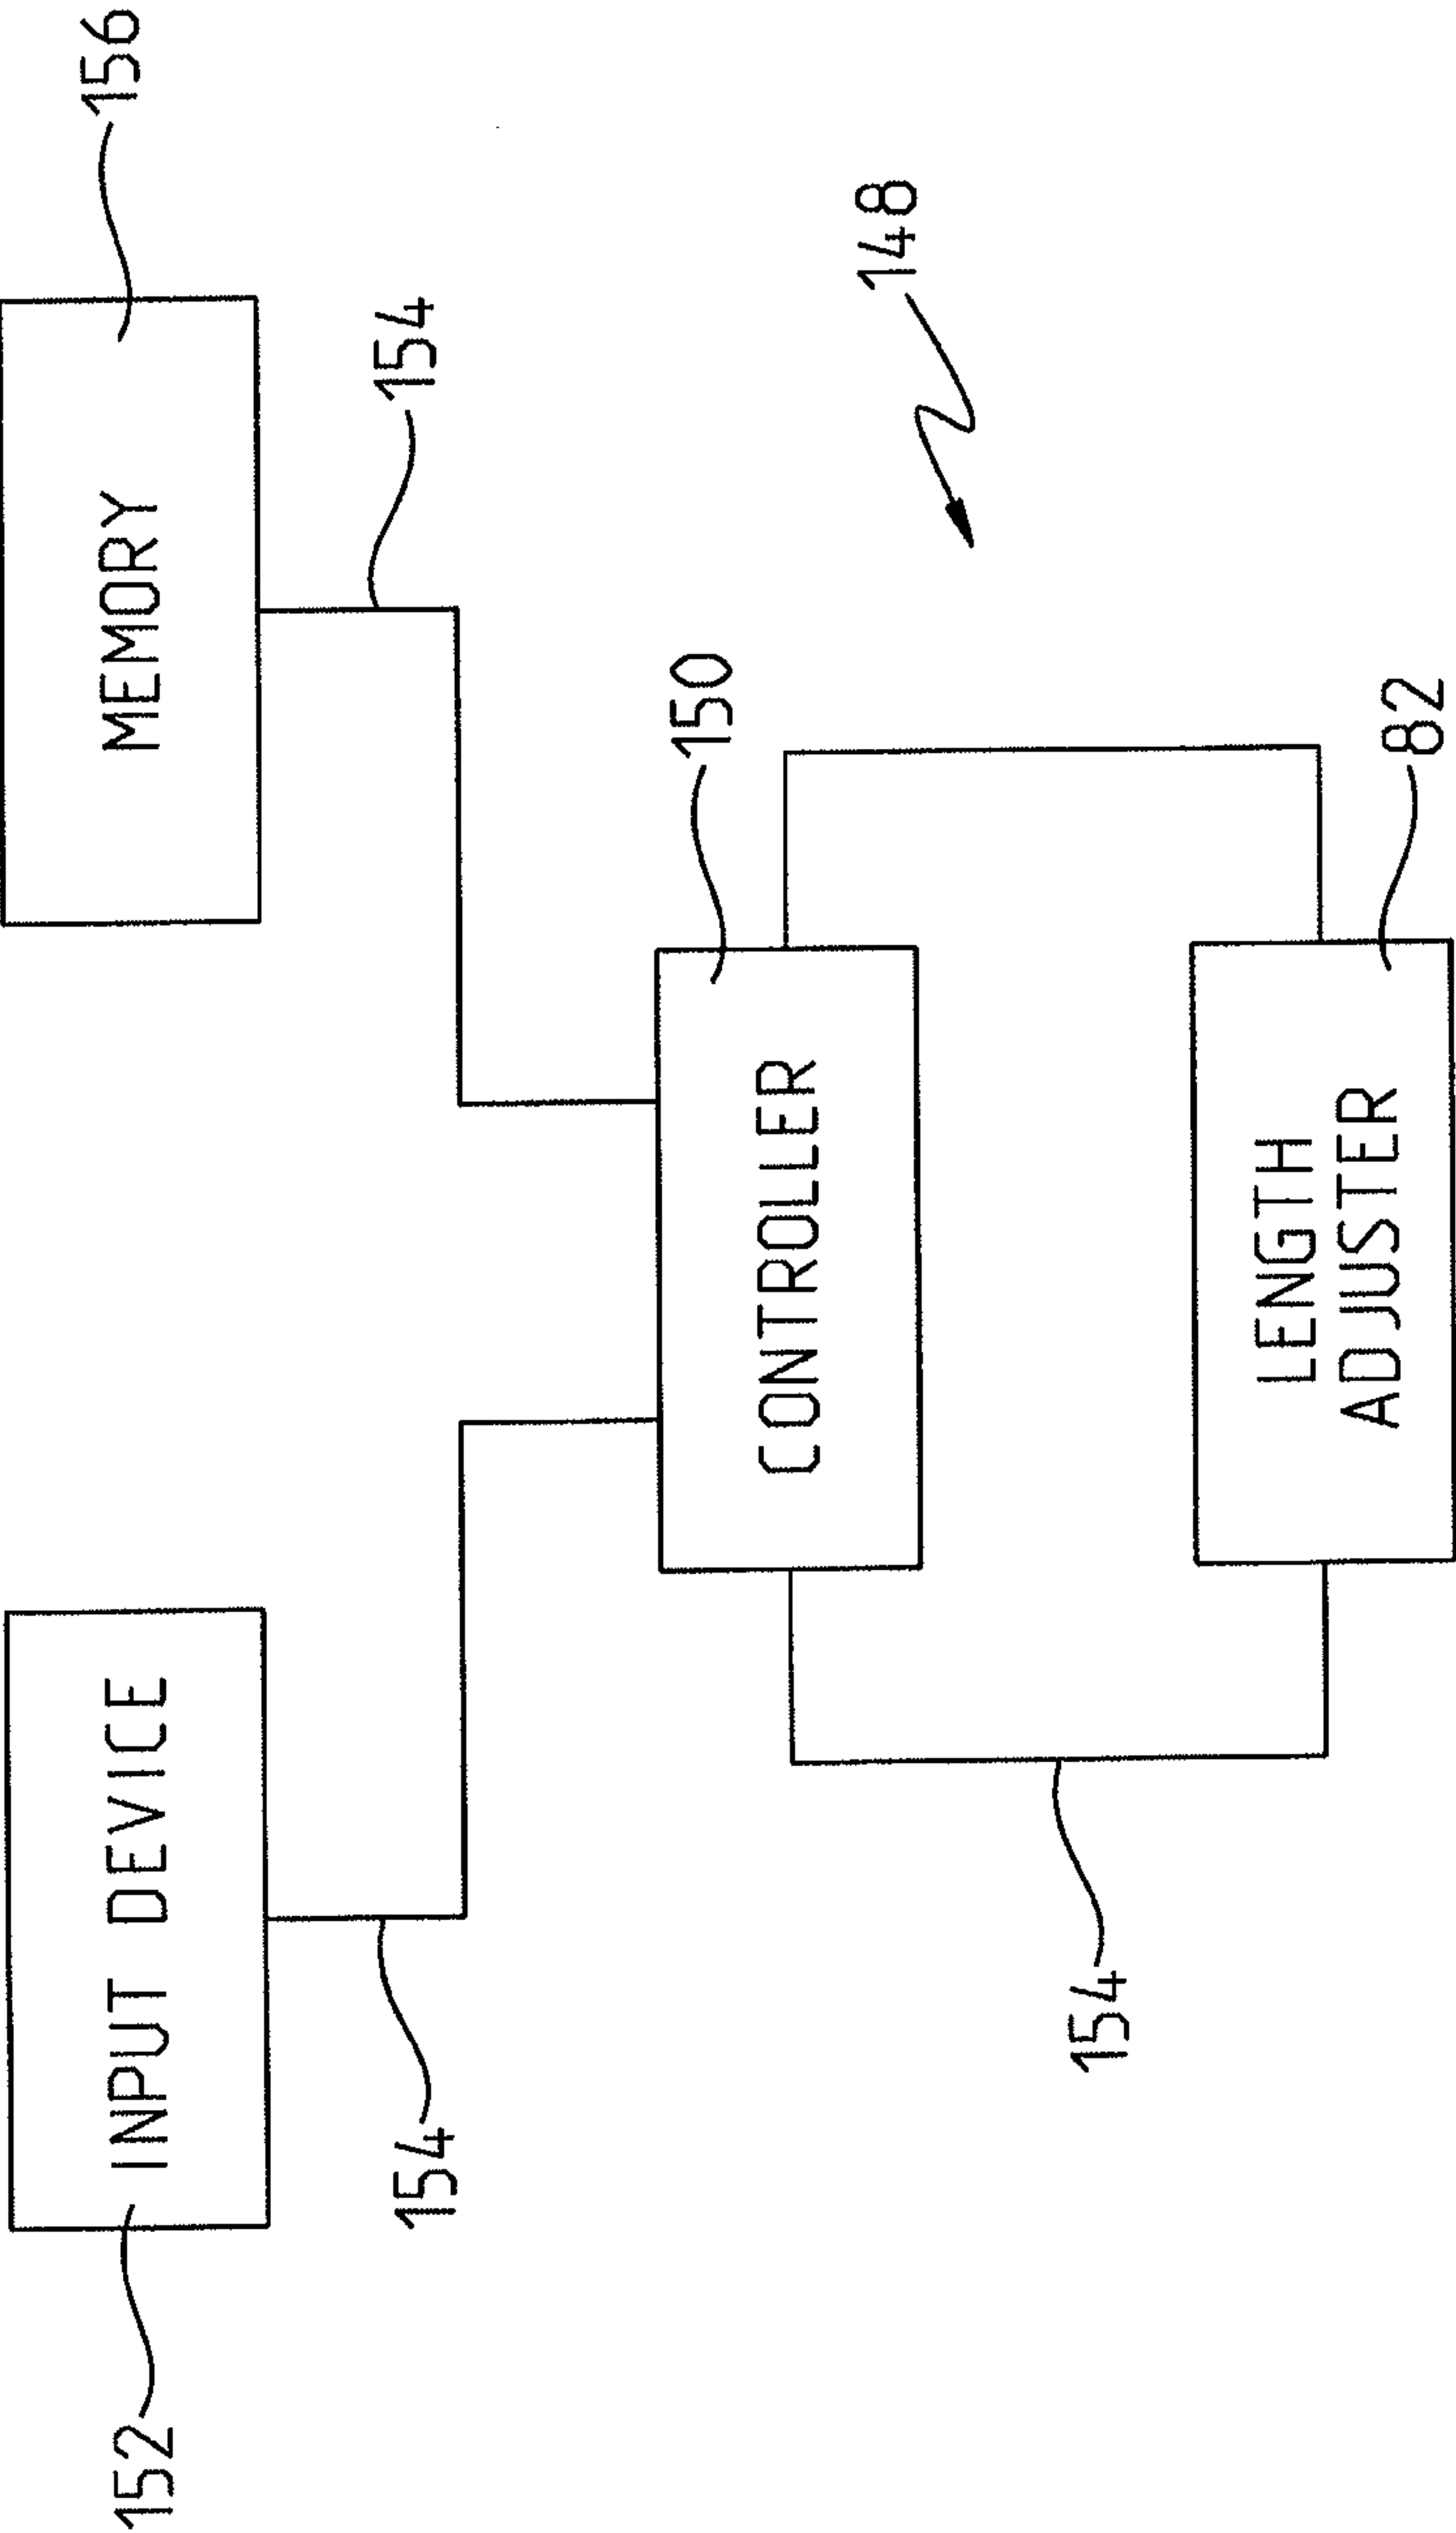 INPUT DEVICE
152
154
MEMORY
156
154
CONTROLLER
150
148
154
LENGTH
ADJUSTER
82